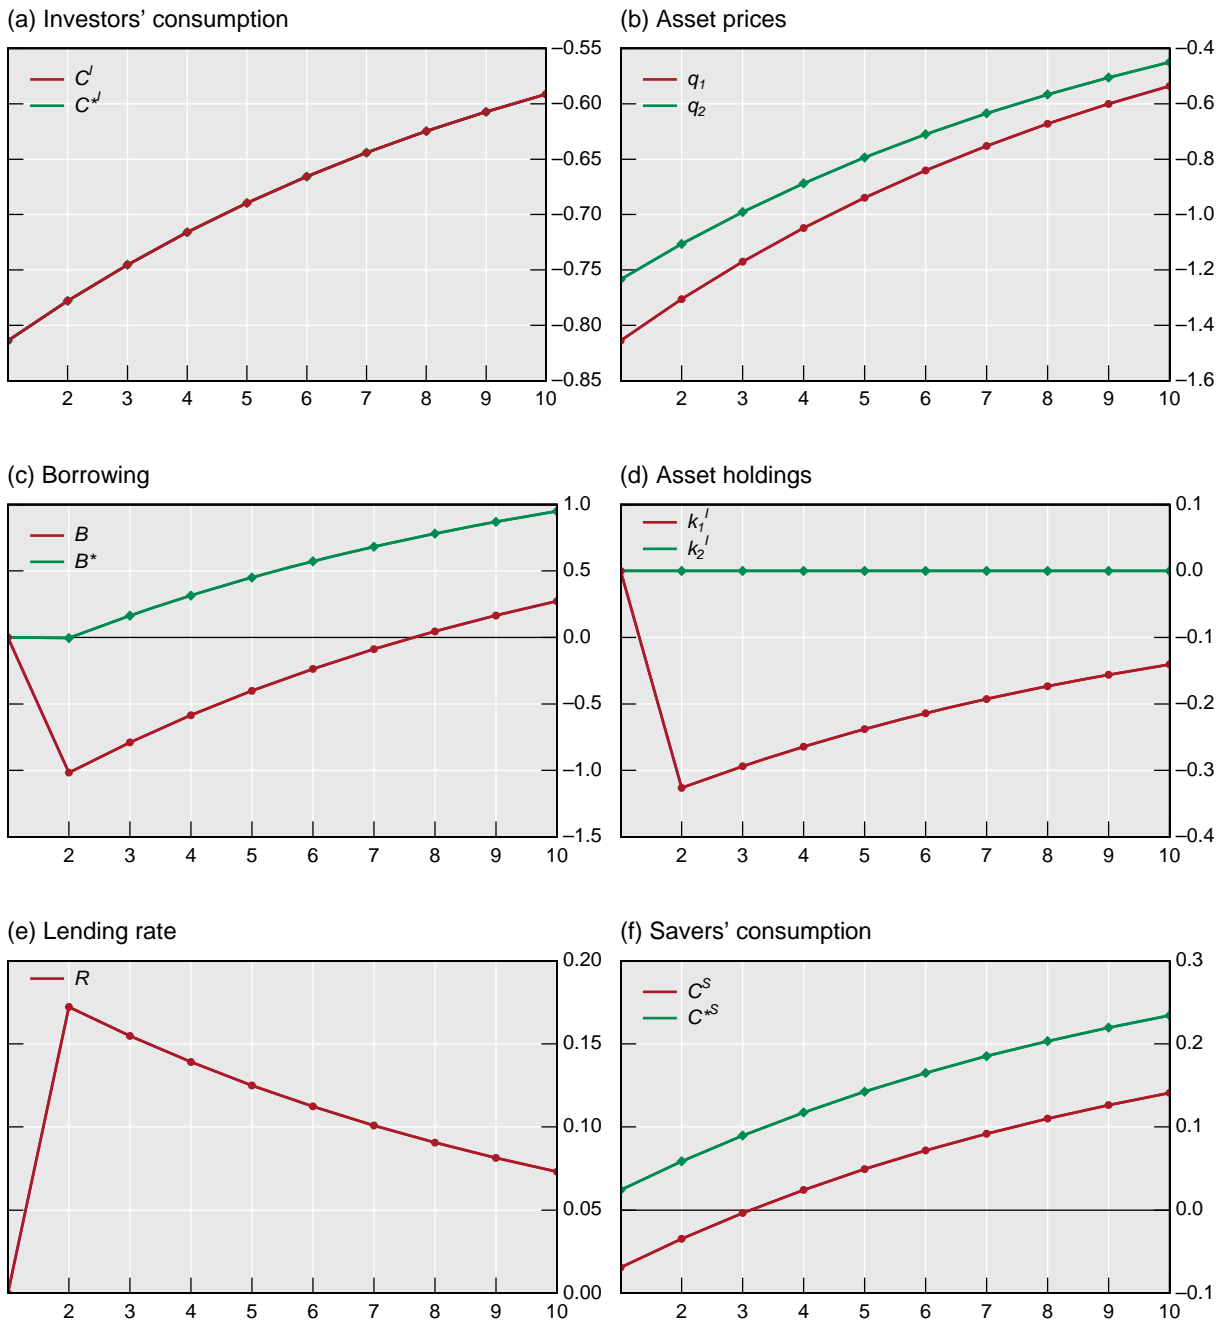 (a) Investors’ consumption
C^I
C*^I
–0.55
–0.60
–0.65
–0.70
–0.75
–0.80
–0.85
2 3 4 5 6 7 8 9 10
(b) Asset prices
q_1
q_2
–0.4
–0.6
–0.8
–1.0
–1.2
–1.4
–1.6
2 3 4 5 6 7 8 9 10
(c) Borrowing
B
B*
1.0
0.5
0.0
–0.5
–1.0
–1.5
2 3 4 5 6 7 8 9 10
(d) Asset holdings
k_1^I
k_2^I
0.1
0.0
–0.1
–0.2
–0.3
–0.4
2 3 4 5 6 7 8 9 10
(e) Lending rate
R
0.20
0.15
0.10
0.05
0.00
2 3 4 5 6 7 8 9 10
(f) Savers’ consumption
C^S
C*^S
0.3
0.2
0.1
0.0
–0.1
2 3 4 5 6 7 8 9 10